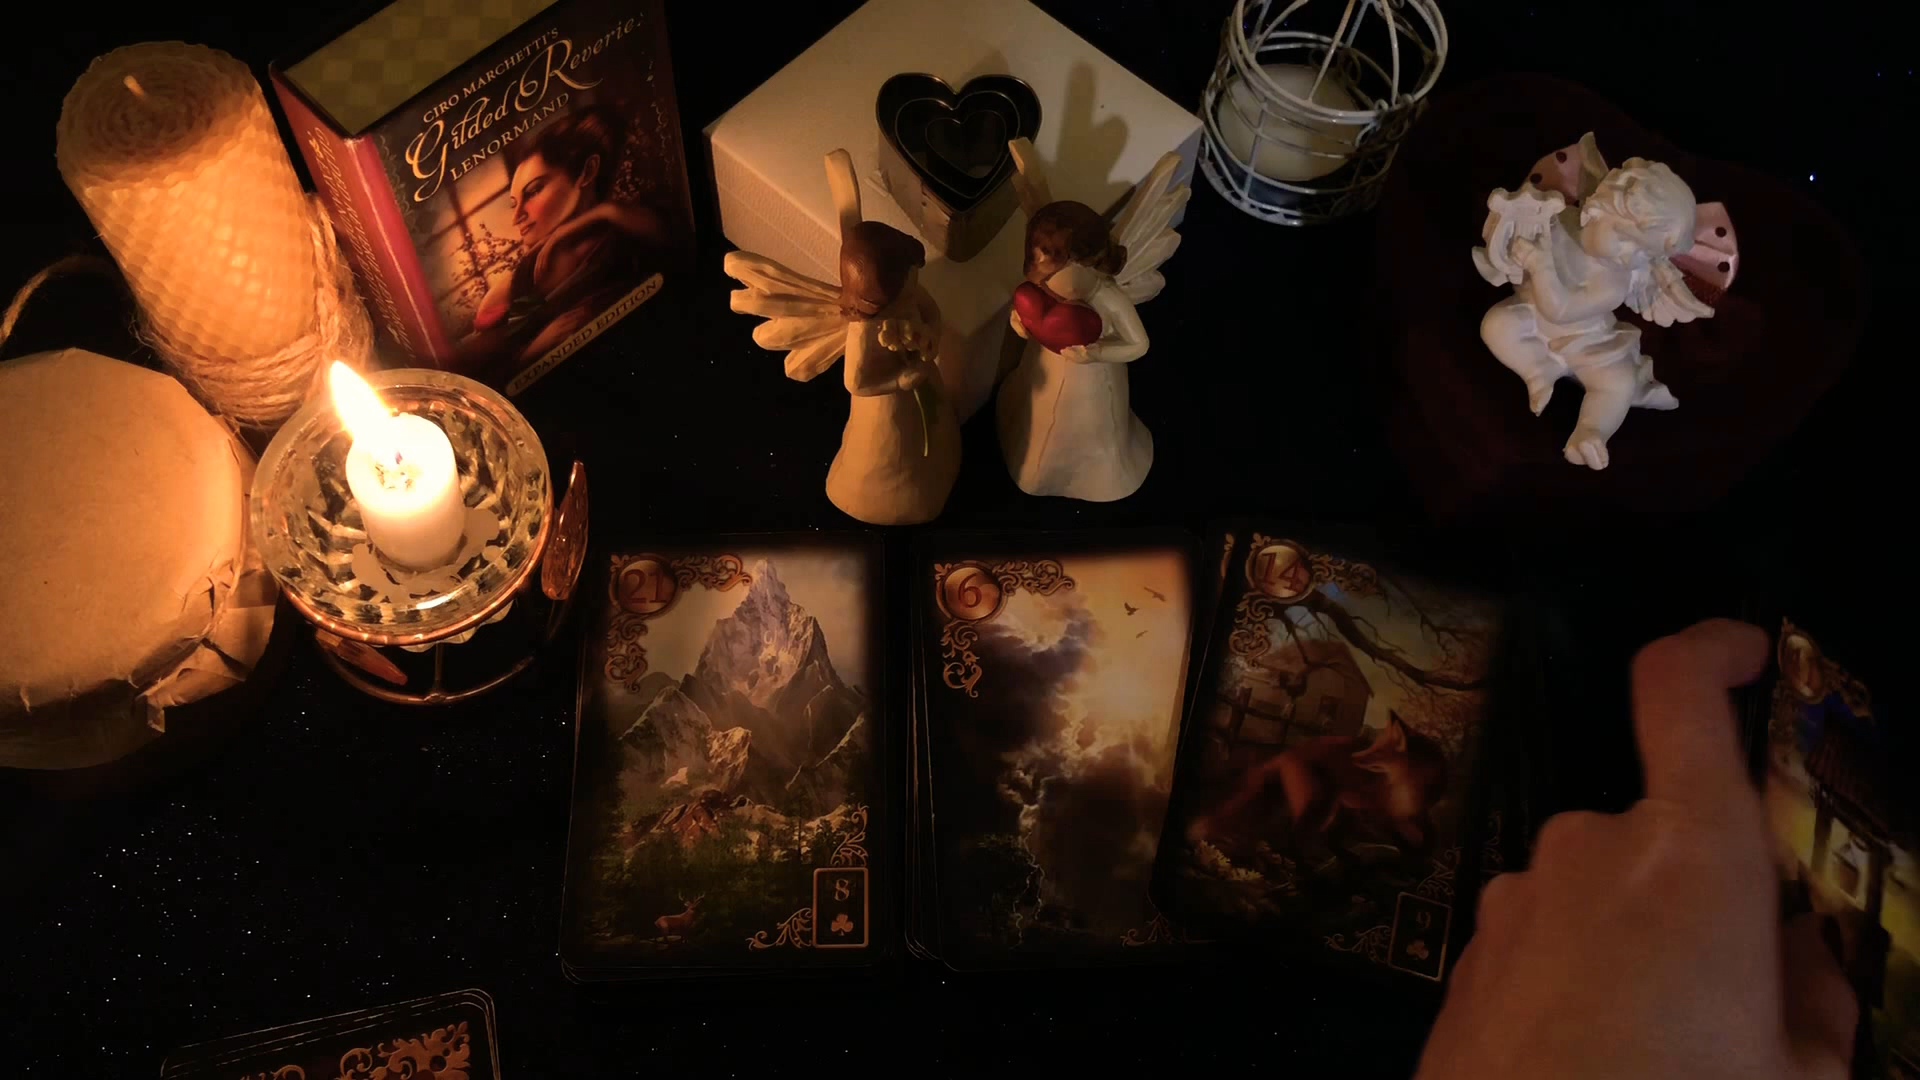 CIRO MARCHETTI'S
Gilded Reverie
LENORMAND
EXPANDED EDITION
21
8
6
14
9